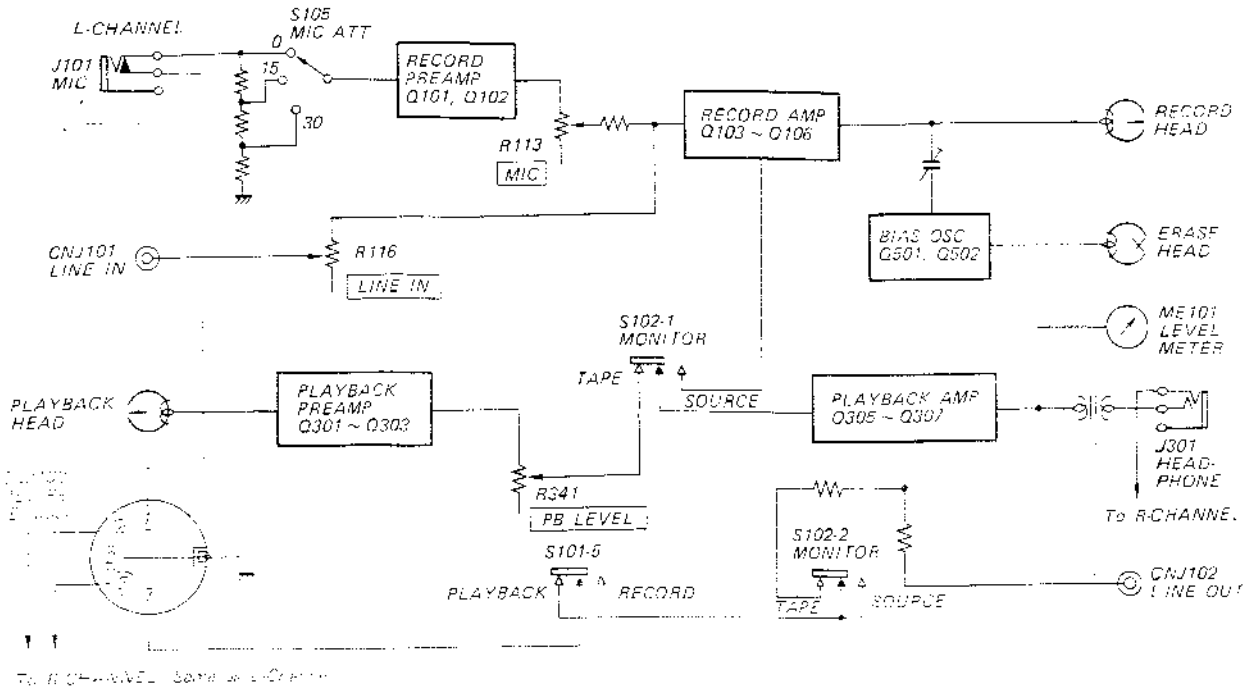 L-CHANNEL
J101
MIC
S105
MIC ATT
0
15
30
RECORD
PREAMP
Q101, Q102
R113
MIC
RECORD AMP
Q103 ~ Q106
RECORD
HEAD
CNJ101
LINE IN
R116
LINE IN
BIAS OSC
Q501, Q502
ERASE
HEAD
ME101
LEVEL
METER
S102-1
MONITOR
TAPE
SOURCE
PLAYBACK
HEAD
PLAYBACK
PREAMP
Q301 ~ Q303
PLAYBACK AMP
Q305 ~ Q307
J301
HEAD-
PHONE
To R-CHANNEL
R341
PB LEVEL
S101-5
PLAYBACK
RECORD
S102-2
MONITOR
TAPE
SOURCE
CNJ102
LINE OUT
To R-CHANNEL